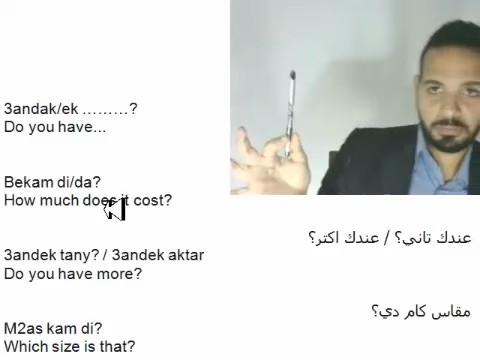 3andak/ek ………?
Do you have...
Bekam di/da?
How much does it cost?
3andek tany? / 3andek aktar
Do you have more?
عندك تاني؟ / عندك اكتر؟
M2as kam di?
Which size is that?
مقاس كام دي؟